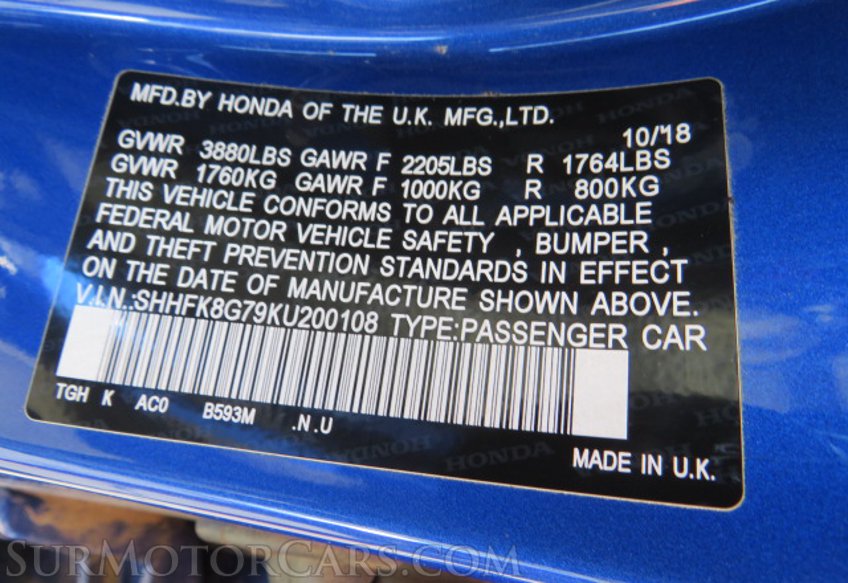 MFD.BY HONDA OF THE U.K. MFG.,LTD.
10/18
GVWR 3880LBS GAWR F 2205LBS R 1764LBS
GVWR 1760KG GAWR F 1000KG R 800KG
THIS VEHICLE CONFORMS TO ALL APPLICABLE
FEDERAL MOTOR VEHICLE SAFETY , BUMPER ,
AND THEFT PREVENTION STANDARDS IN EFFECT
ON THE DATE OF MANUFACTURE SHOWN ABOVE.
V.I.N.:SHHFK8G79KU200108 TYPE:PASSENGER CAR
TGH K AC0 B593M .N.U
MADE IN U.K.
SURMOTORCARS.COM